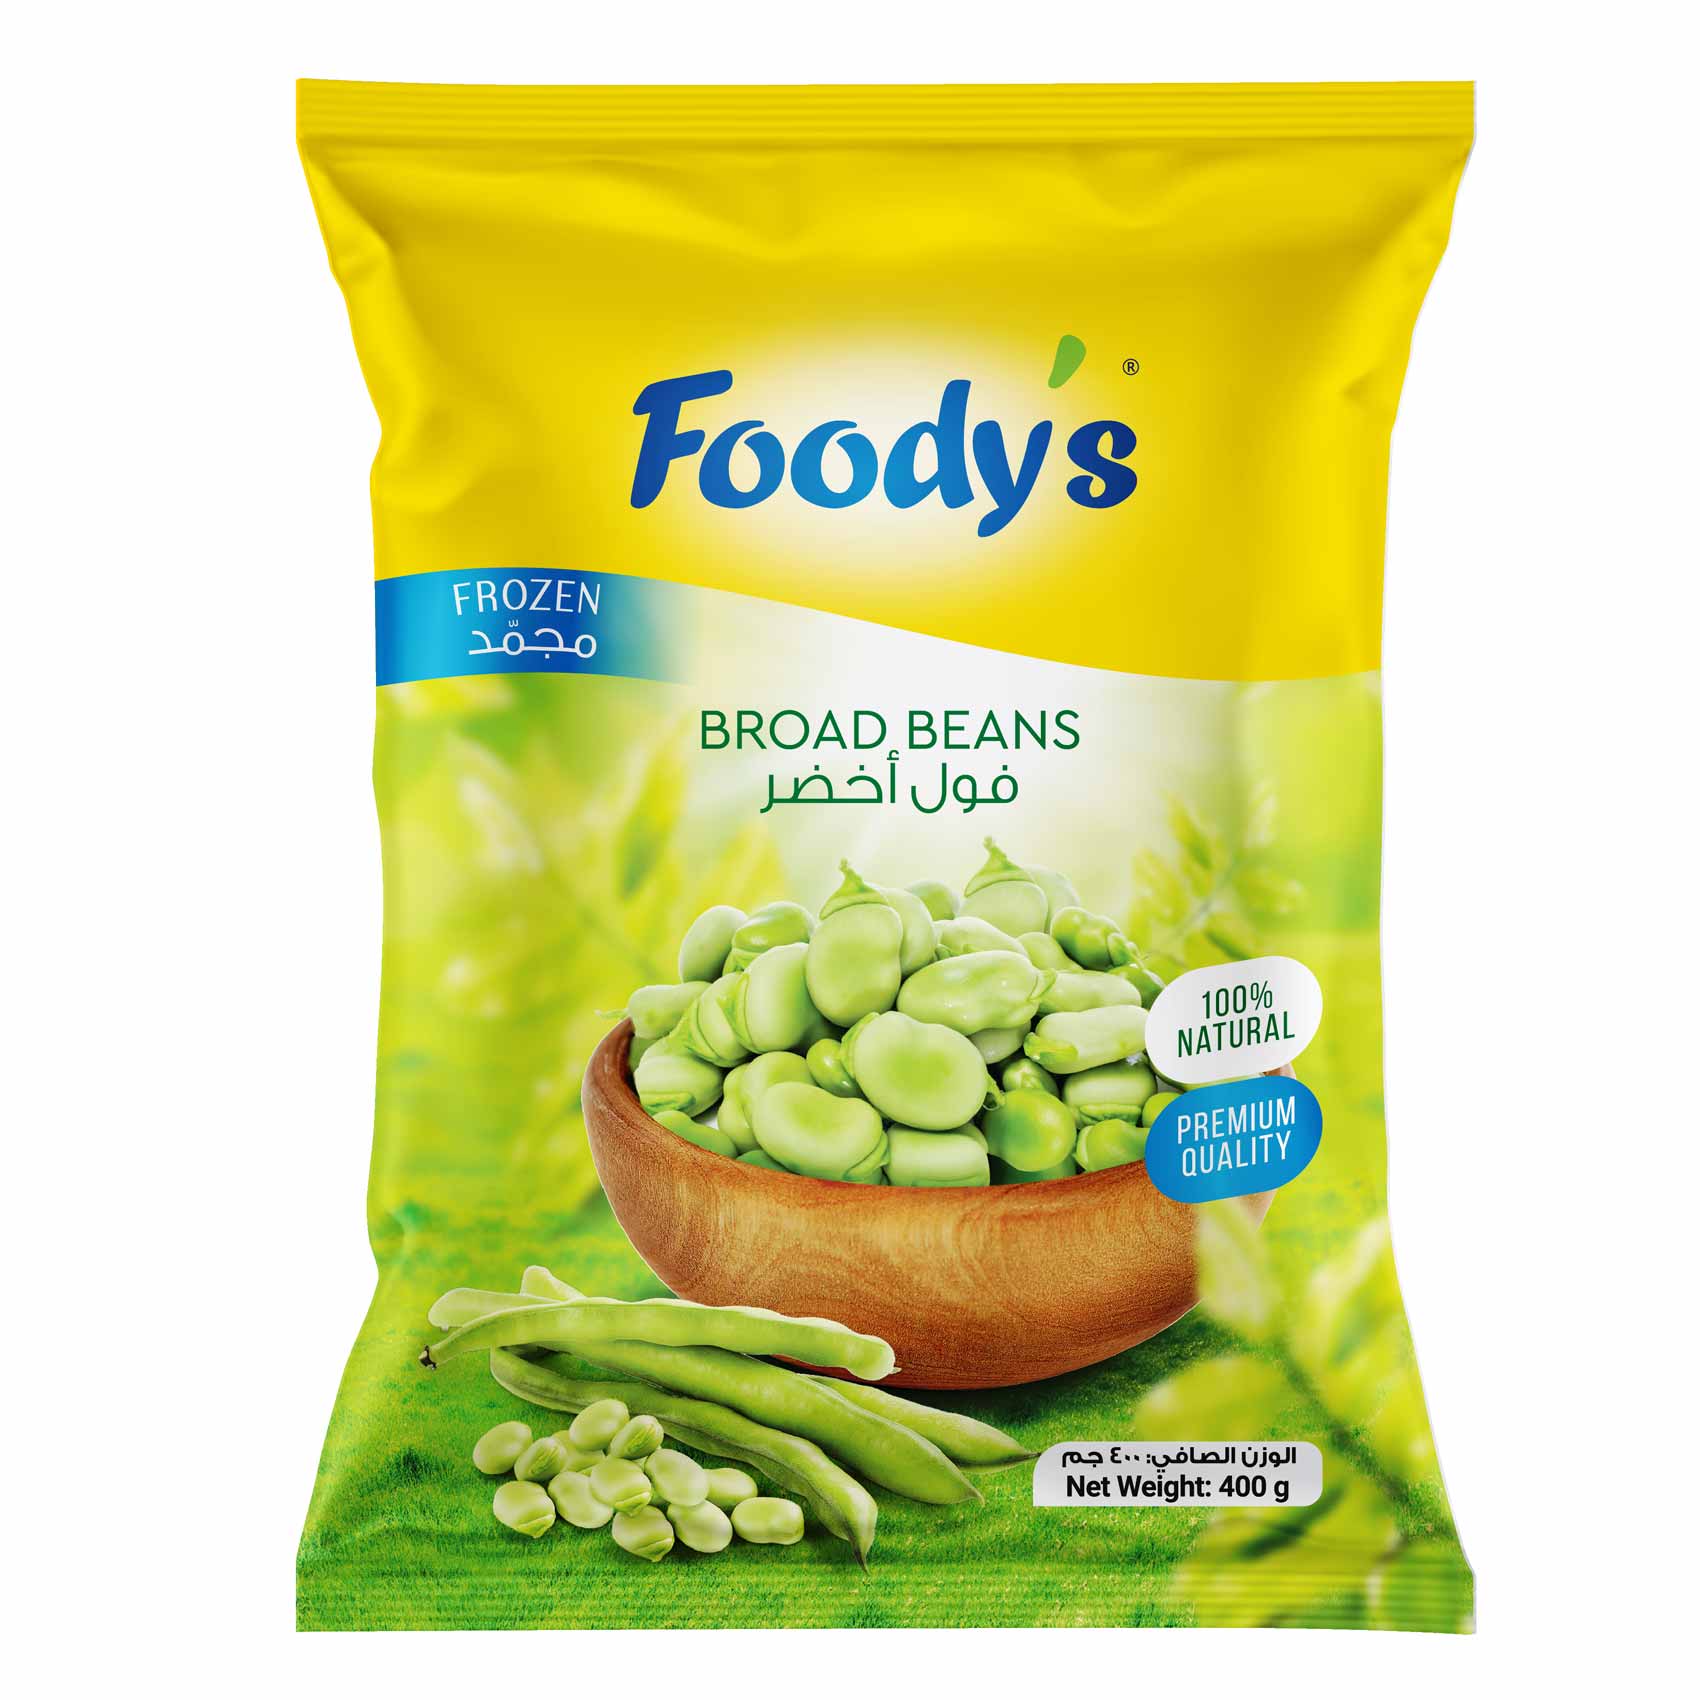 Foody's ®
FROZEN
مجمّد
BROAD BEANS
فول أخضر
100%
NATURAL
PREMIUM
QUALITY
الوزن الصافي: ٤٠٠ جم
Net Weight: 400 g